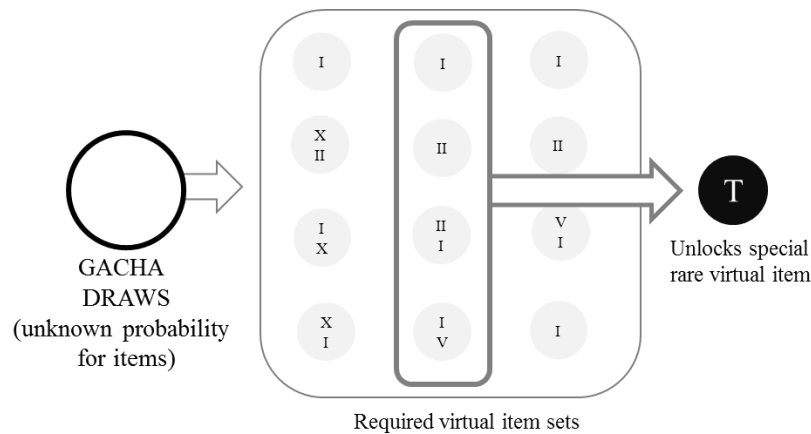 I
I
I
X
II
II
II
I
X
II
I
V
I
X
I
I
V
I
GACHA
DRAWS
(unknown probability
for items)
T
Unlocks special
rare virtual item
Required virtual item sets